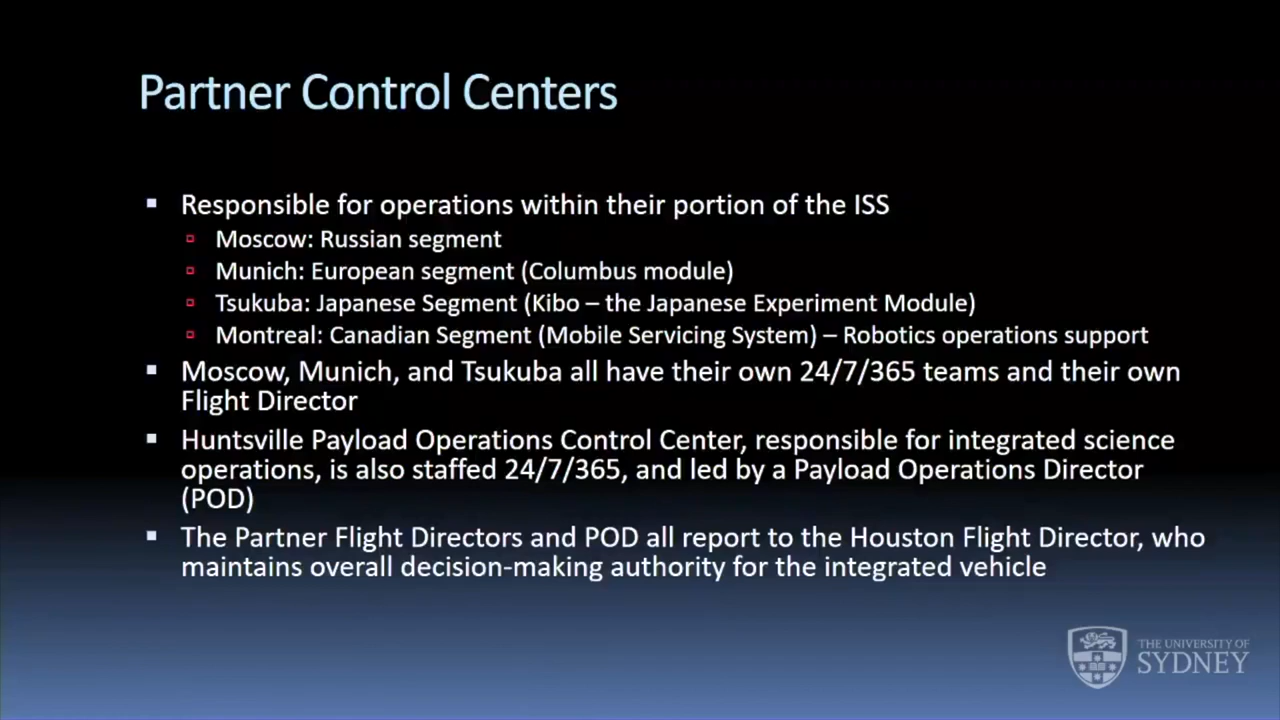 Partner Control Centers
▪ Responsible for operations within their portion of the ISS
▫ Moscow: Russian segment
▫ Munich: European segment (Columbus module)
▫ Tsukuba: Japanese Segment (Kibo – the Japanese Experiment Module)
▫ Montreal: Canadian Segment (Mobile Servicing System) – Robotics operations support
▪ Moscow, Munich, and Tsukuba all have their own 24/7/365 teams and their own
Flight Director
▪ Huntsville Payload Operations Control Center, responsible for integrated science
operations, is also staffed 24/7/365, and led by a Payload Operations Director
(POD)
▪ The Partner Flight Directors and POD all report to the Houston Flight Director, who
maintains overall decision-making authority for the integrated vehicle
THE UNIVERSITY OF
SYDNEY